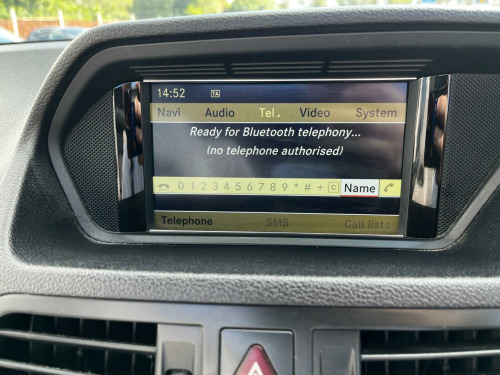 14:52 TA
Navi Audio Tel Video System
Ready for Bluetooth telephony...
(no telephone authorised)
0 1 2 3 4 5 6 7 8 9 * # + C Name
Telephone SMS Call lists